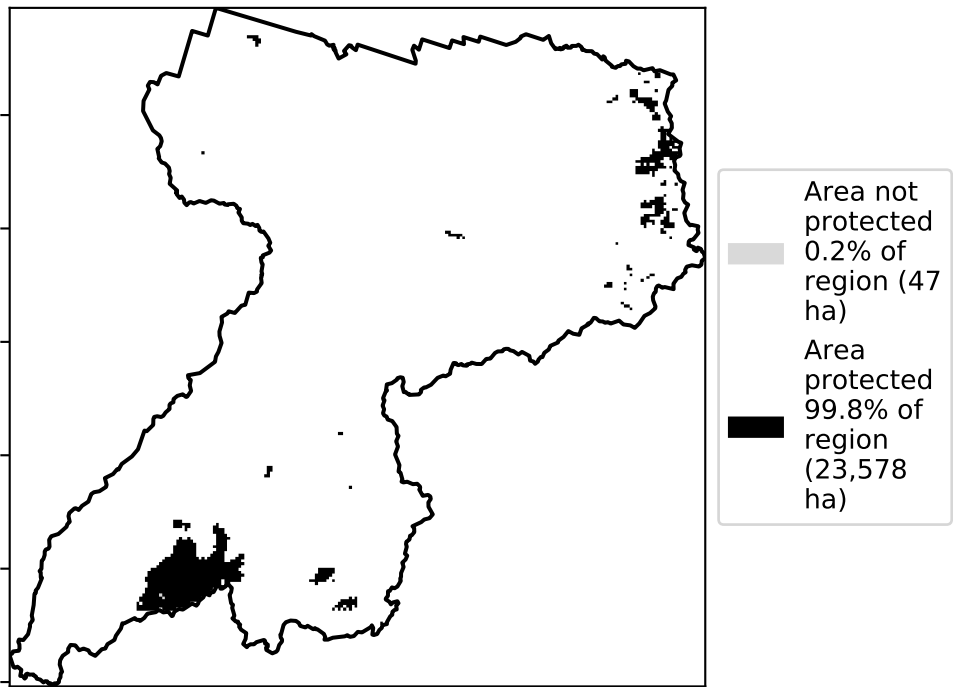 Area not
protected
0.2% of
region (47
ha)
Area
protected
99.8% of
region
(23,578
ha)